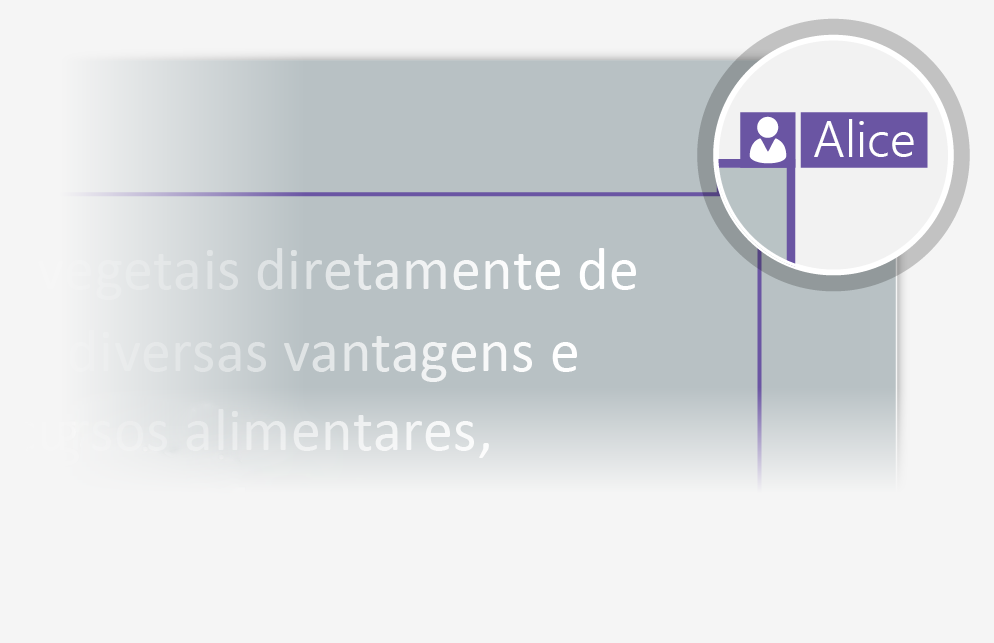 Alice
vegetais diretamente de
diversas vantagens e
alimentares,